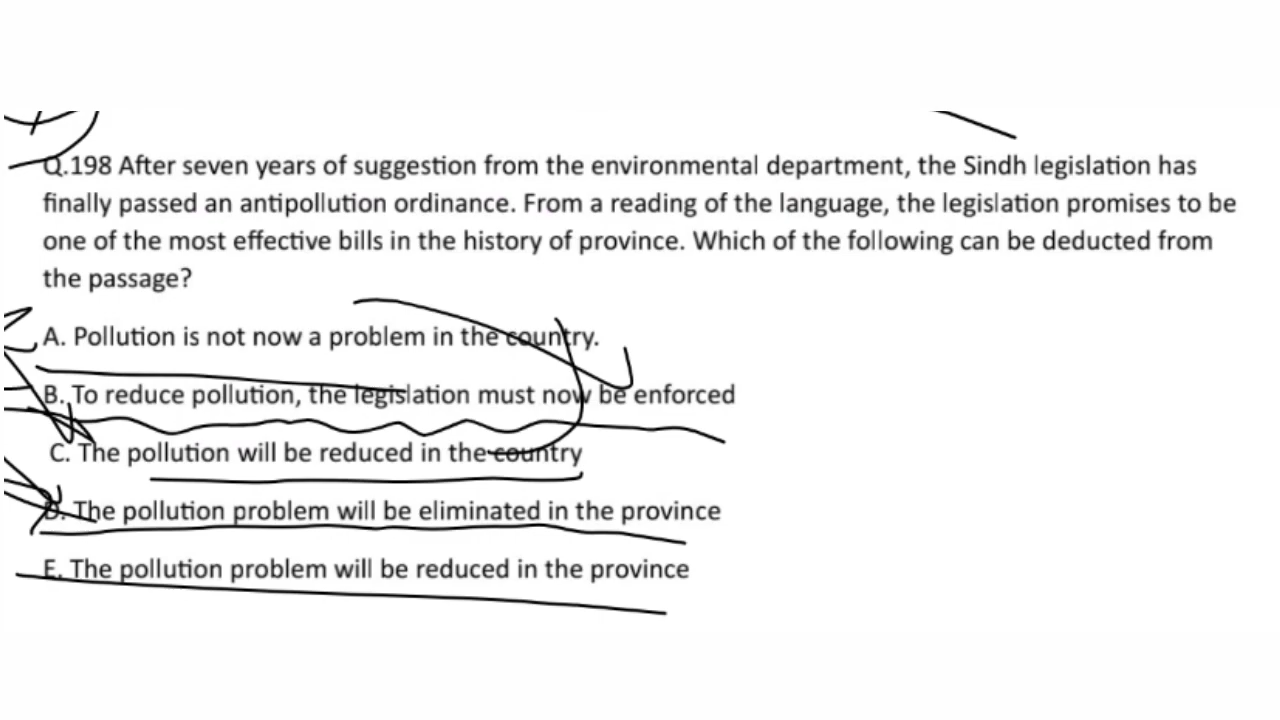 Q.198 After seven years of suggestion from the environmental department, the Sindh legislation has
finally passed an antipollution ordinance. From a reading of the language, the legislation promises to be
one of the most effective bills in the history of province. Which of the following can be deducted from
the passage?
A. Pollution is not now a problem in the country.
B. To reduce pollution, the legislation must now be enforced
C. The pollution will be reduced in the country
D. The pollution problem will be eliminated in the province
E. The pollution problem will be reduced in the province